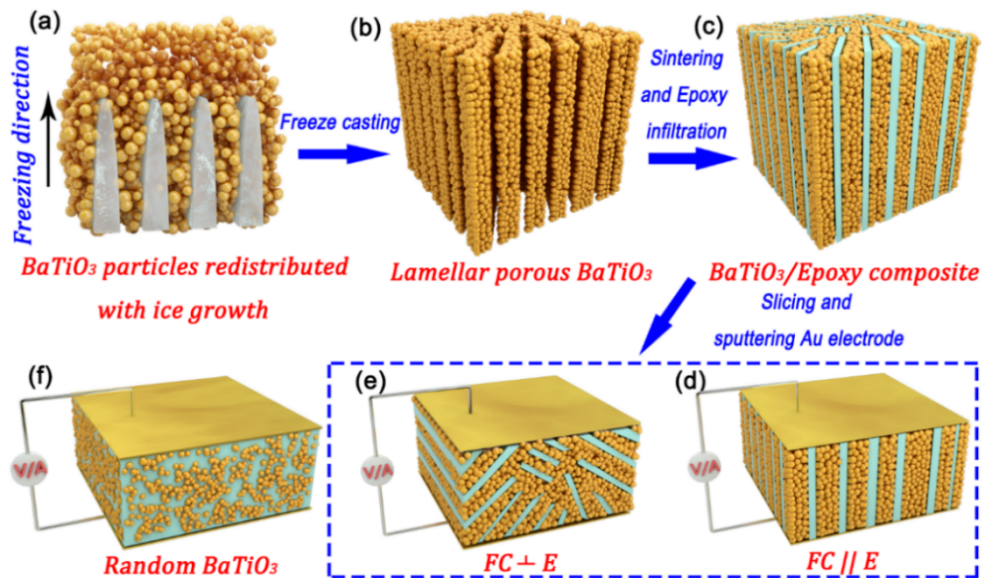 (a)
(b)
(c)
Freezing direction
Freeze casting
Sintering
and Epoxy
infiltration
BaTiO₃ particles redistributed
with ice growth
Lamellar porous BaTiO₃
BaTiO₃/Epoxy composite
Slicing and
sputtering Au electrode
(f)
(e)
(d)
V/A
V/A
V/A
Random BaTiO₃
FC ⊥ E
FC // E